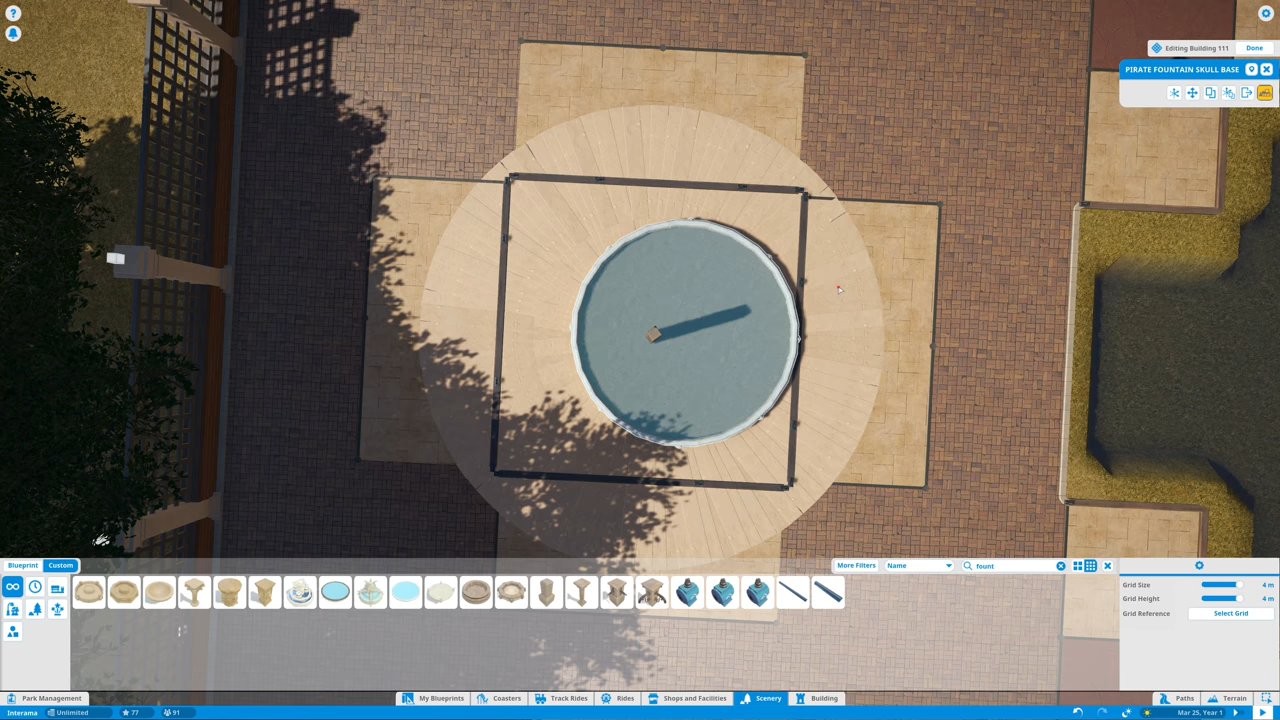 Editing Building 111
Done
PIRATE FOUNTAIN SKULL BASE
Blueprint
Custom
More Filters
Name
fount
Grid Size
4 m
Grid Height
4 m
Grid Reference
Select Grid
Park Management
My Blueprints
Coasters
Track Rides
Rides
Shops and Facilities
Scenery
Building
Paths
Terrain
Interama
Unlimited
77
91
Mar 25, Year 1